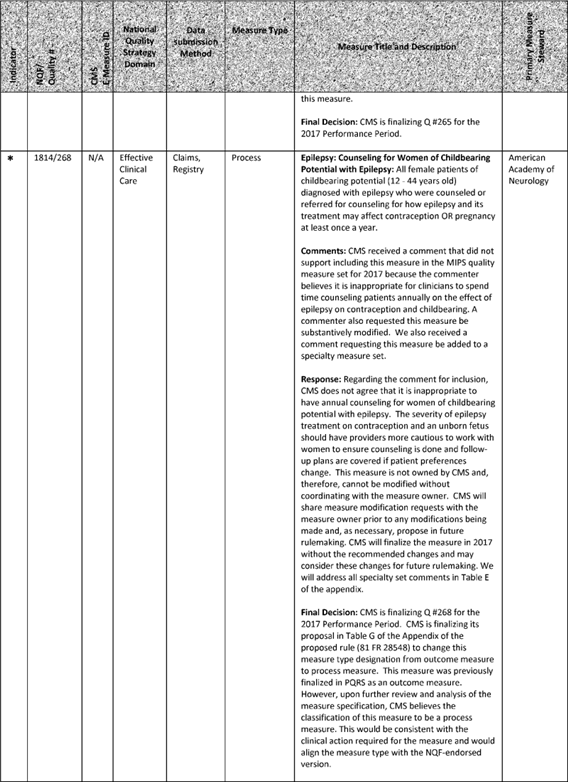 Indicator
NQF/
Quality #
CMS
E-Measure ID
National
Quality
Strategy
Domain
Data
submission
Method
Measure Type
Measure Title and Description
Primary Measure
Steward
this measure.
Final Decision: CMS is finalizing Q #265 for the
2017 Performance Period.
*
1814/268
N/A
Effective
Clinical
Care
Claims,
Registry
Process
Epilepsy: Counseling for Women of Childbearing
Potential with Epilepsy: All female patients of
childbearing potential (12 - 44 years old)
diagnosed with epilepsy who were counseled or
referred for counseling for how epilepsy and its
treatment may affect contraception OR pregnancy
at least once a year.
Comments: CMS received a comment that did not
support including this measure in the MIPS quality
measure set for 2017 because the commenter
believes it is inappropriate for clinicians to spend
time counseling patients annually on the effect of
epilepsy on contraception and childbearing. A
commenter also requested this measure be
substantively modified. We also received a
comment requesting this measure be added to a
specialty measure set.
Response: Regarding the comment for inclusion,
CMS does not agree that it is inappropriate to
have annual counseling for women of childbearing
potential with epilepsy. The severity of epilepsy
treatment on contraception and an unborn fetus
should have providers more cautious to work with
women to ensure counseling is done and follow-
up plans are covered if patient preferences
change. This measure is not owned by CMS and,
therefore, cannot be modified without
coordinating with the measure owner. CMS will
share measure modification requests with the
measure owner prior to any modifications being
made and, as necessary, propose in future
rulemaking. CMS will finalize the measure in 2017
without the recommended changes and may
consider these changes for future rulemaking. We
will address all specialty set comments in Table E
of the appendix.
Final Decision: CMS is finalizing Q #268 for the
2017 Performance Period. CMS is finalizing its
proposal in Table G of the Appendix of the
proposed rule (81 FR 28548) to change this
measure type designation from outcome measure
to process measure. This measure was previously
finalized in PQRS as an outcome measure.
However, upon further review and analysis of the
measure specification, CMS believes the
classification of this measure to be a process
measure. This would be consistent with the
clinical action required for the measure and would
align the measure type with the NQF-endorsed
version.
American
Academy of
Neurology